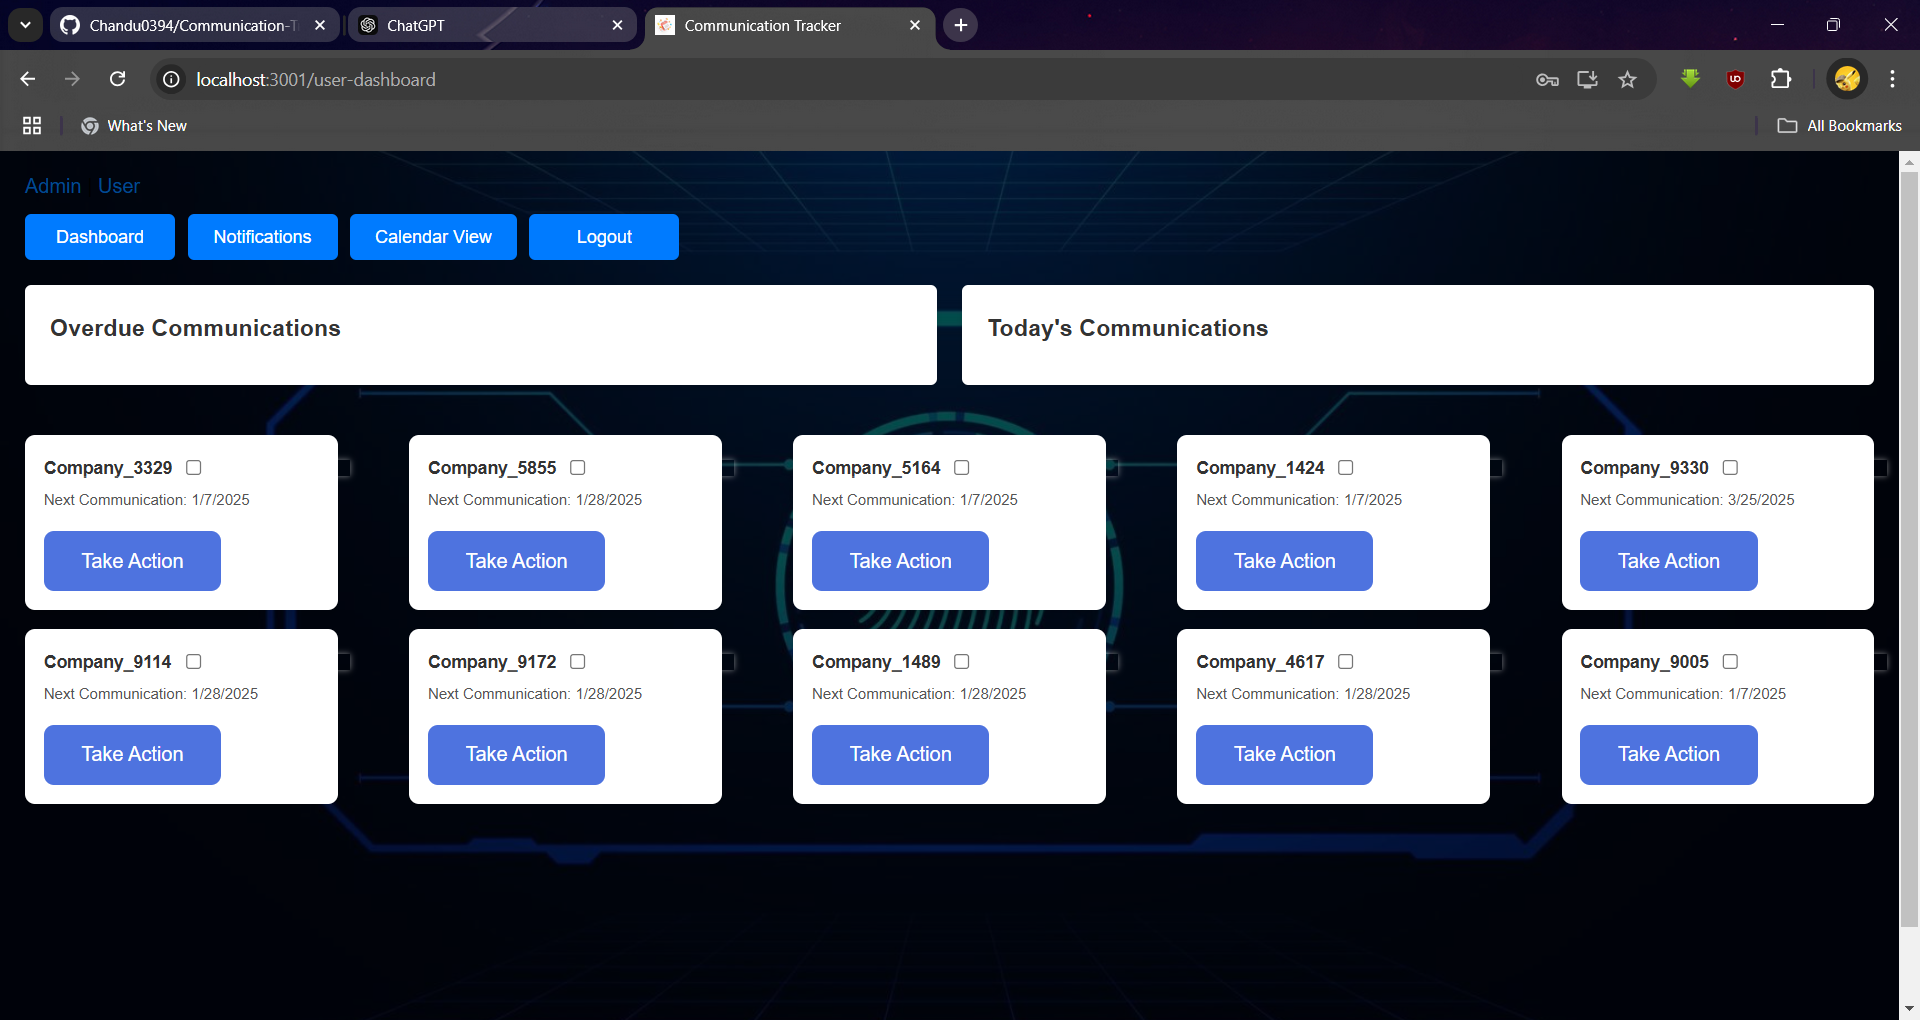 Chandu0394/Communication-T
ChatGPT
Communication Tracker
localhost:3001/user-dashboard
What's New
All Bookmarks
Admin User
Dashboard Notifications Calendar View Logout
Overdue Communications
Today's Communications
Company_3329
Next Communication: 1/7/2025
Take Action
Company_5855
Next Communication: 1/28/2025
Take Action
Company_5164
Next Communication: 1/7/2025
Take Action
Company_1424
Next Communication: 1/7/2025
Take Action
Company_9330
Next Communication: 3/25/2025
Take Action
Company_9114
Next Communication: 1/28/2025
Take Action
Company_9172
Next Communication: 1/28/2025
Take Action
Company_1489
Next Communication: 1/28/2025
Take Action
Company_4617
Next Communication: 1/28/2025
Take Action
Company_9005
Next Communication: 1/7/2025
Take Action